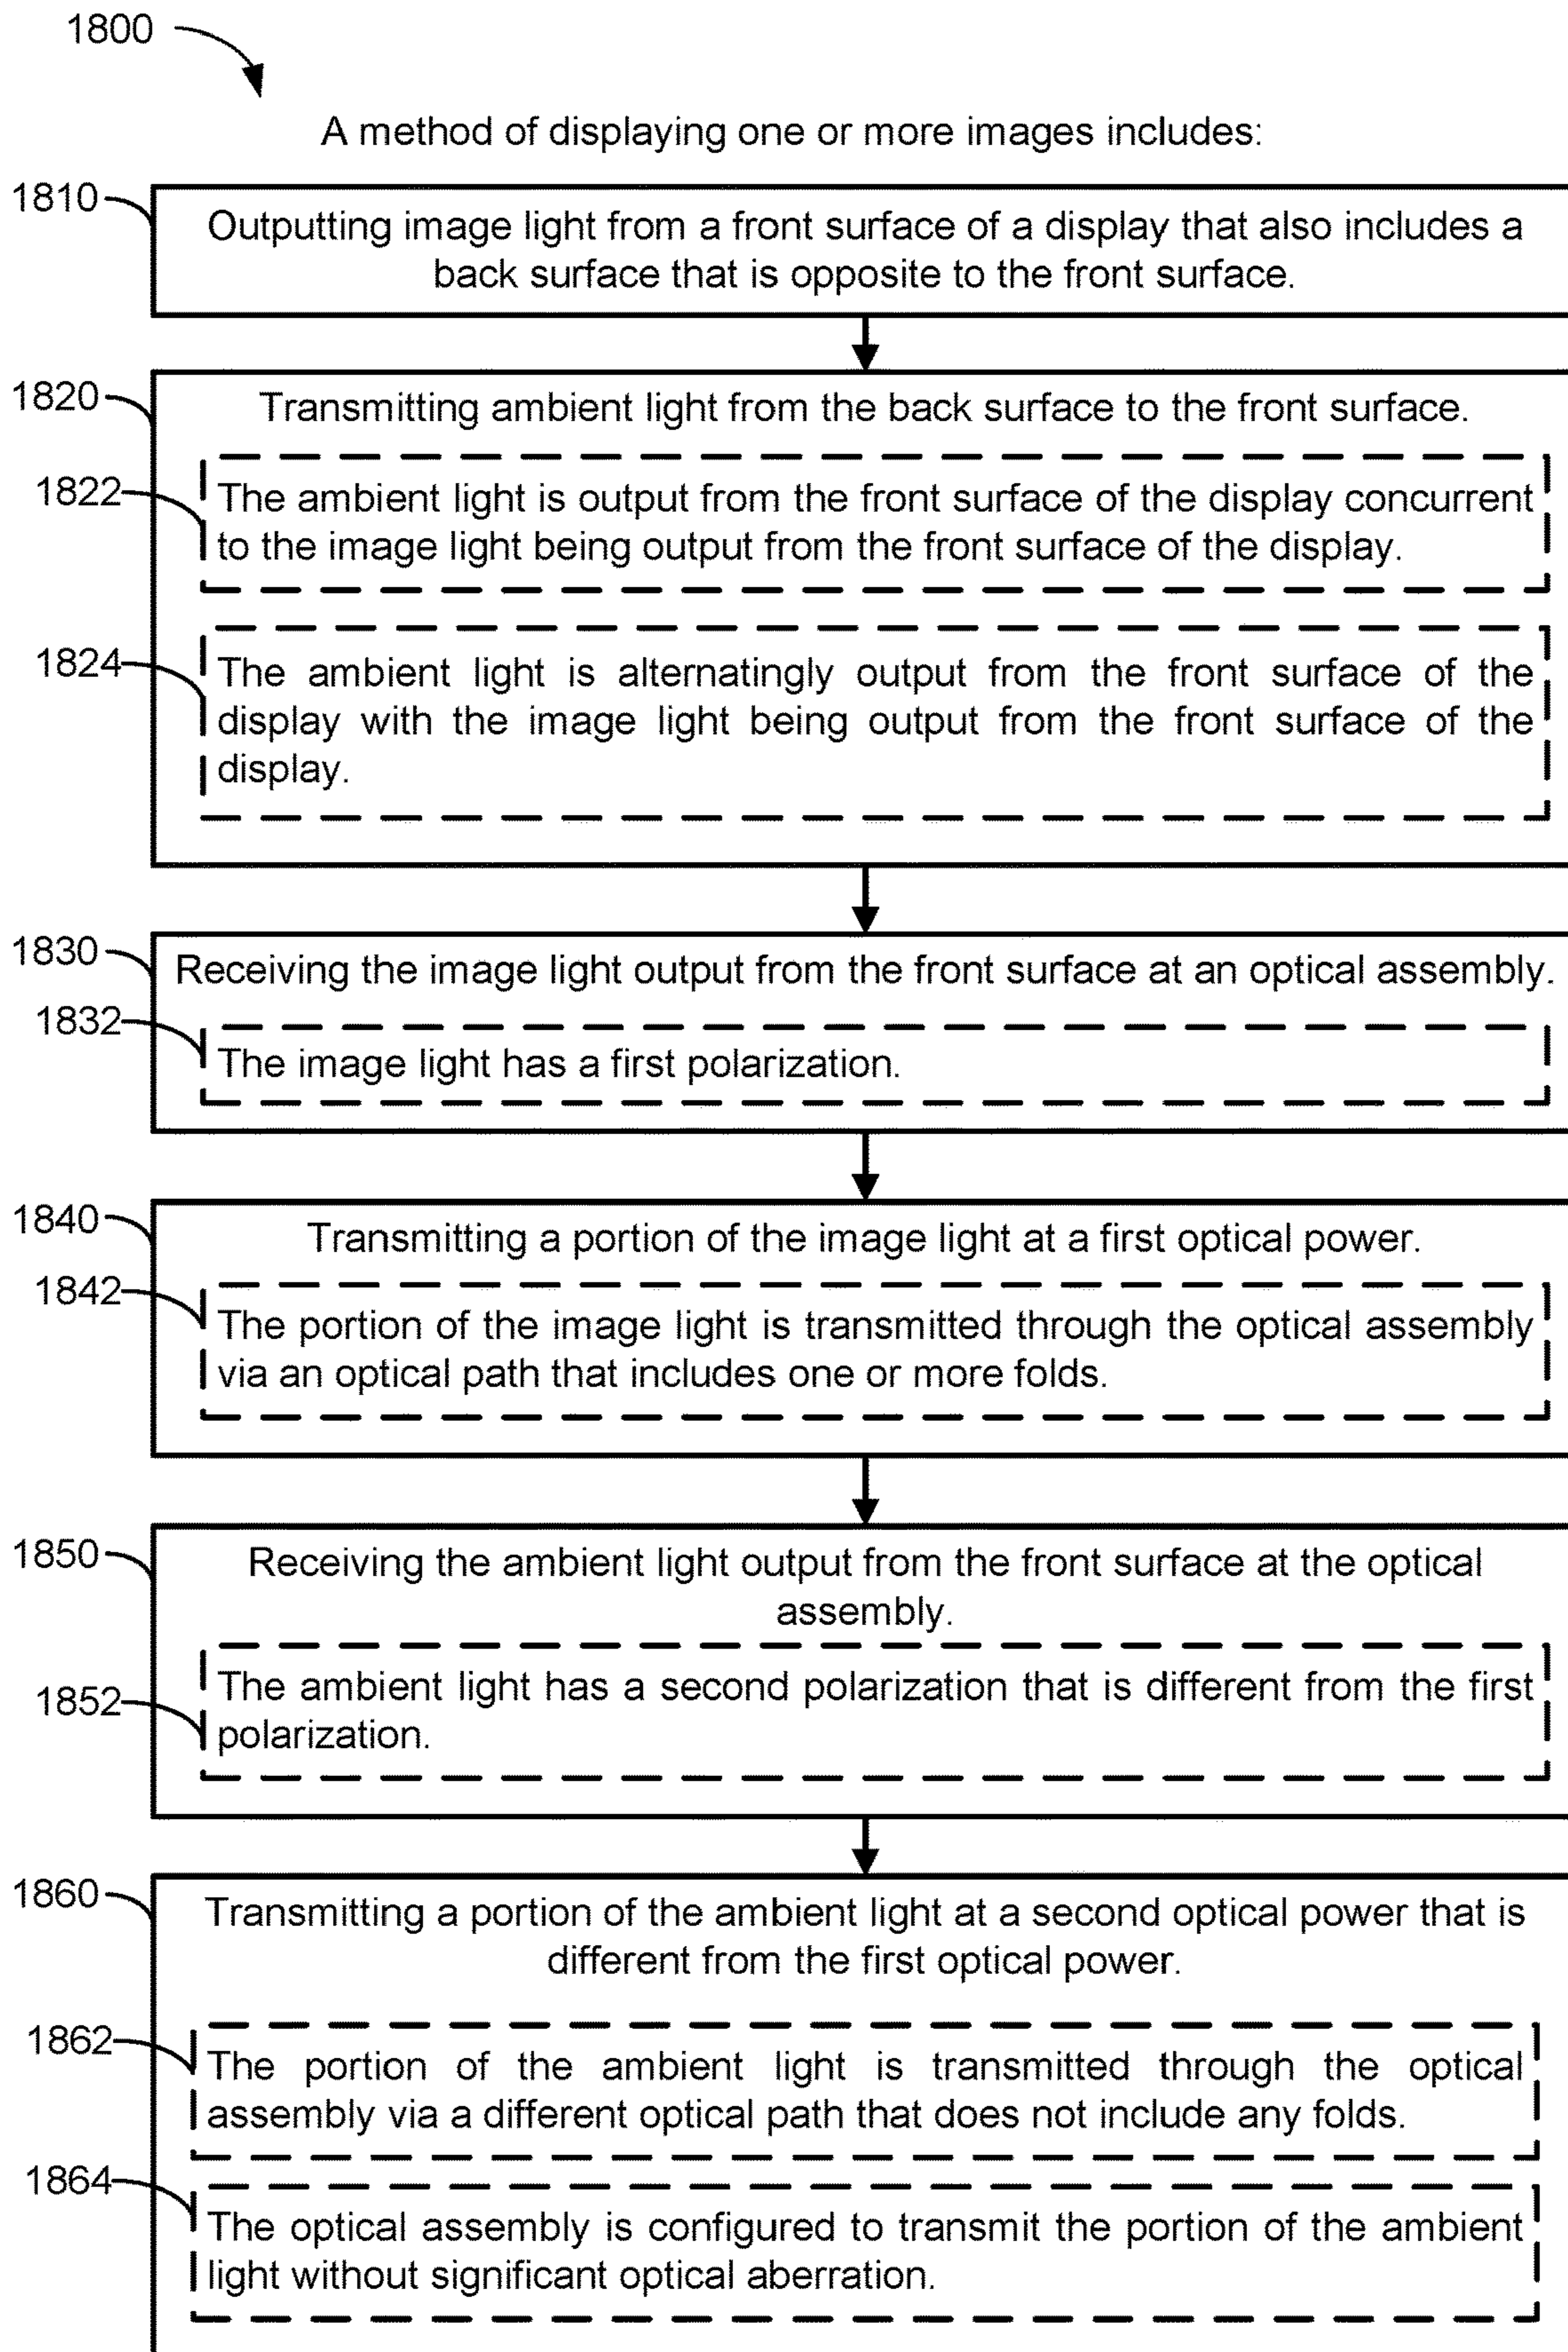 1800
A method of displaying one or more images includes:
1810
Outputting image light from a front surface of a display that also includes a
back surface that is opposite to the front surface.
1820
Transmitting ambient light from the back surface to the front surface.
1822
The ambient light is output from the front surface of the display concurrent
to the image light being output from the front surface of the display.
1824
The ambient light is alternatingly output from the front surface of the
display with the image light being output from the front surface of the
display.
1830
Receiving the image light output from the front surface at an optical assembly.
1832
The image light has a first polarization.
1840
Transmitting a portion of the image light at a first optical power.
1842
The portion of the image light is transmitted through the optical assembly
via an optical path that includes one or more folds.
1850
Receiving the ambient light output from the front surface at the optical
assembly.
1852
The ambient light has a second polarization that is different from the first
polarization.
1860
Transmitting a portion of the ambient light at a second optical power that is
different from the first optical power.
1862
The portion of the ambient light is transmitted through the optical
assembly via a different optical path that does not include any folds.
1864
The optical assembly is configured to transmit the portion of the ambient
light without significant optical aberration.